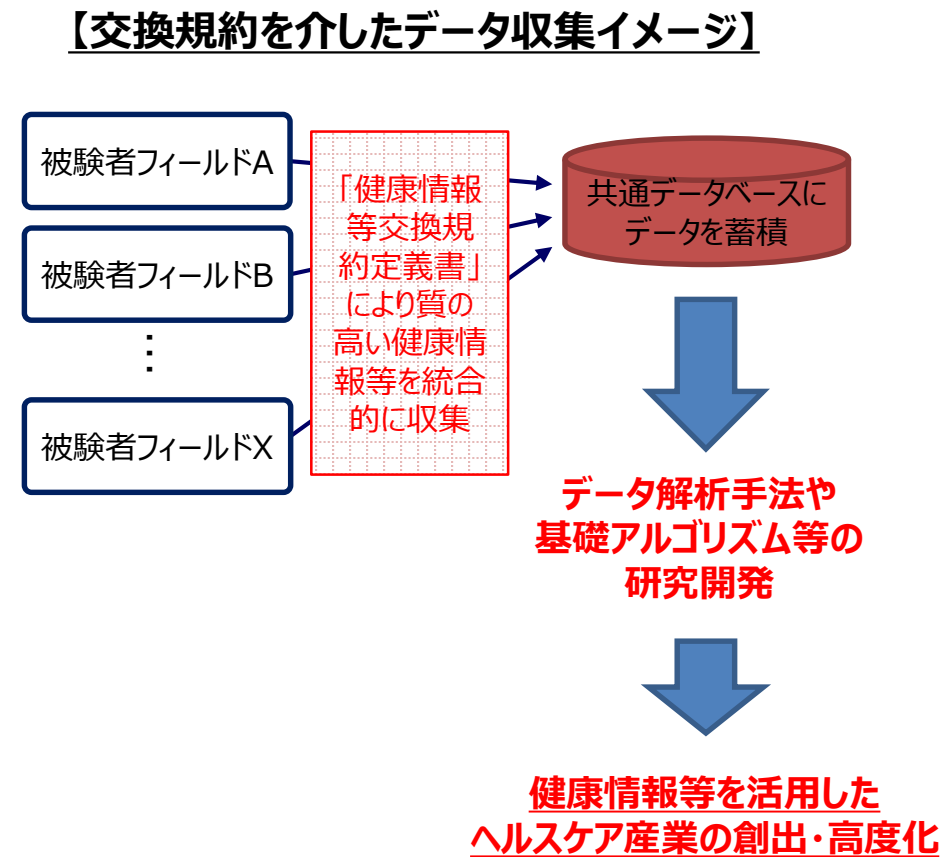 【交換規約を介したデータ収集イメージ】
被験者フィールドA
被験者フィールドB
⋮
被験者フィールドX
「健康情報
等交換規
約定義書」
により質の
高い健康情
報等を統合
的に収集
共通データベースに
データを蓄積
データ解析手法や
基礎アルゴリズム等の
研究開発
健康情報等を活用した
ヘルスケア産業の創出・高度化